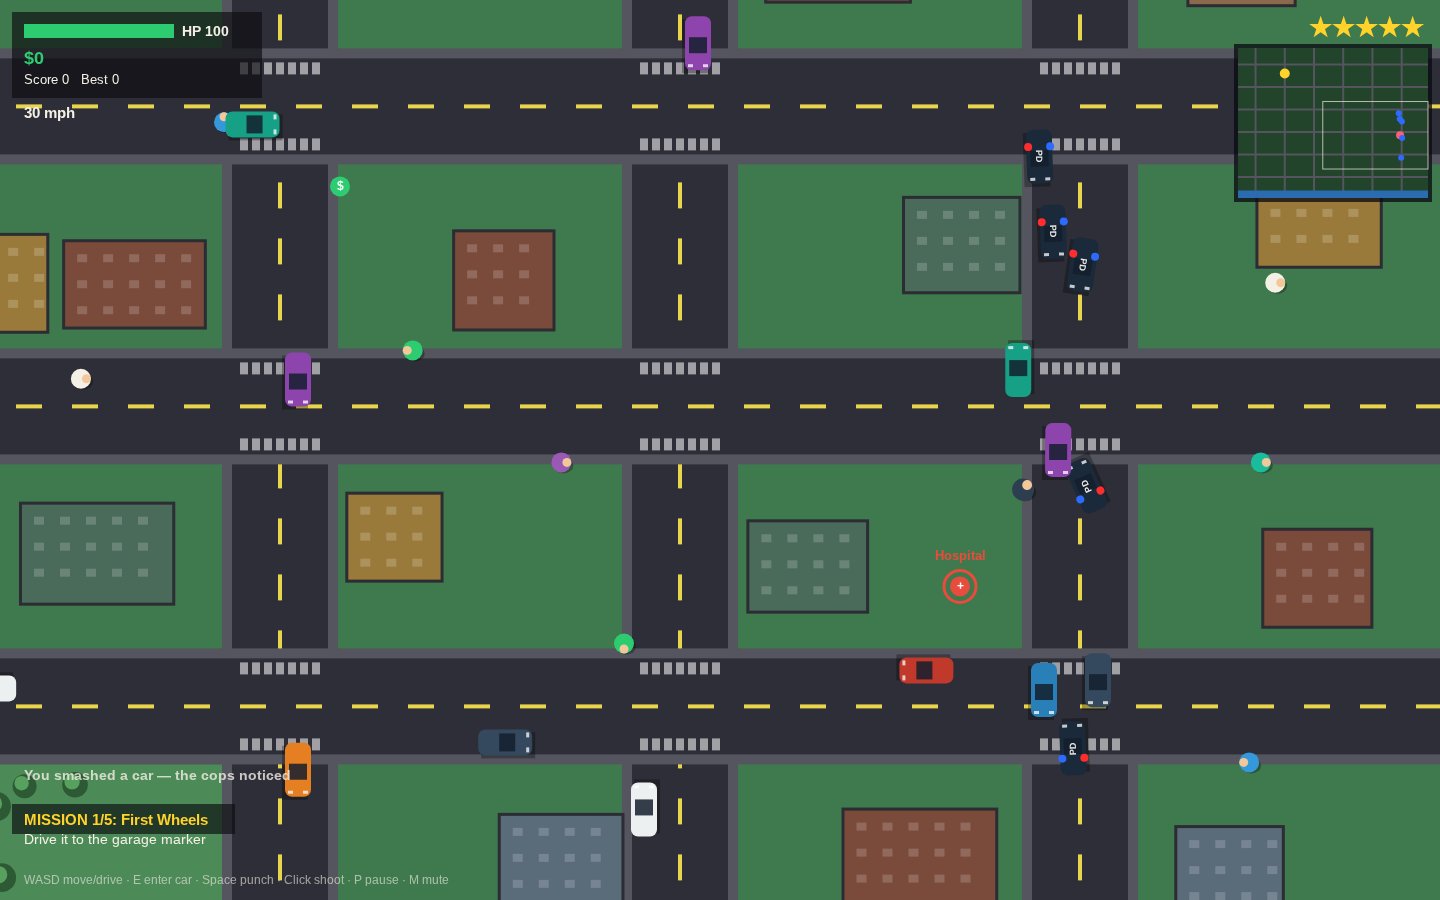 HP 100
$0
Score 0 Best 0
30 mph
$
PD
PD
PD
PD
Hospital
+
PD
You smashed a car — the cops noticed
MISSION 1/5: First Wheels
Drive it to the garage marker
WASD move/drive · E enter car · Space punch · Click shoot · P pause · M mute